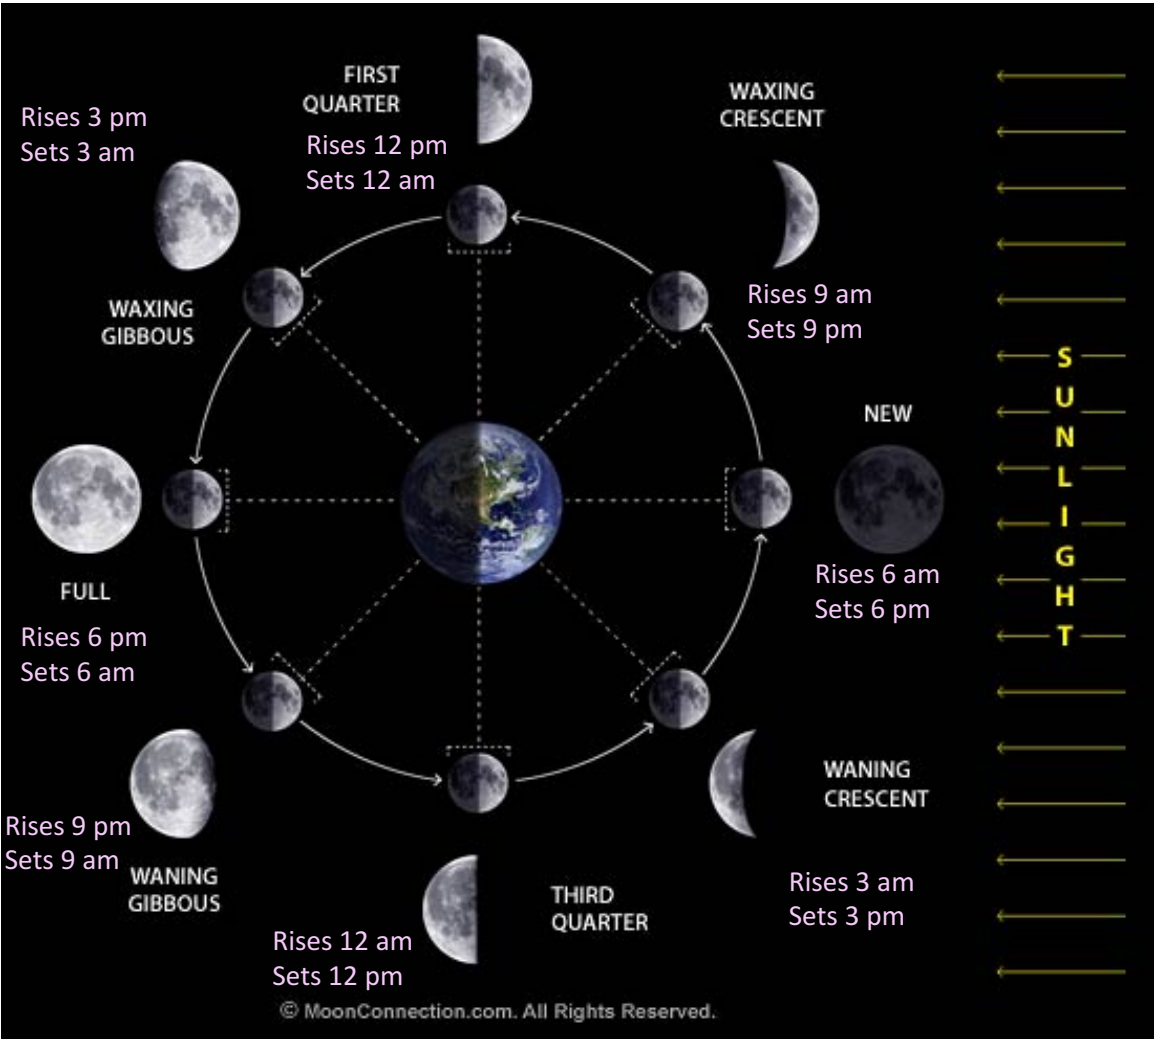 FIRST
QUARTER
Rises 12 pm
Sets 12 am
WAXING
CRESCENT
Rises 9 am
Sets 9 pm
Rises 3 pm
Sets 3 am
WAXING
GIBBOUS
NEW
Rises 6 am
Sets 6 pm
SUNLIGHT
FULL
Rises 6 pm
Sets 6 am
WANING
CRESCENT
Rises 3 am
Sets 3 pm
Rises 9 pm
Sets 9 am
WANING
GIBBOUS
THIRD
QUARTER
Rises 12 am
Sets 12 pm
© MoonConnection.com. All Rights Reserved.